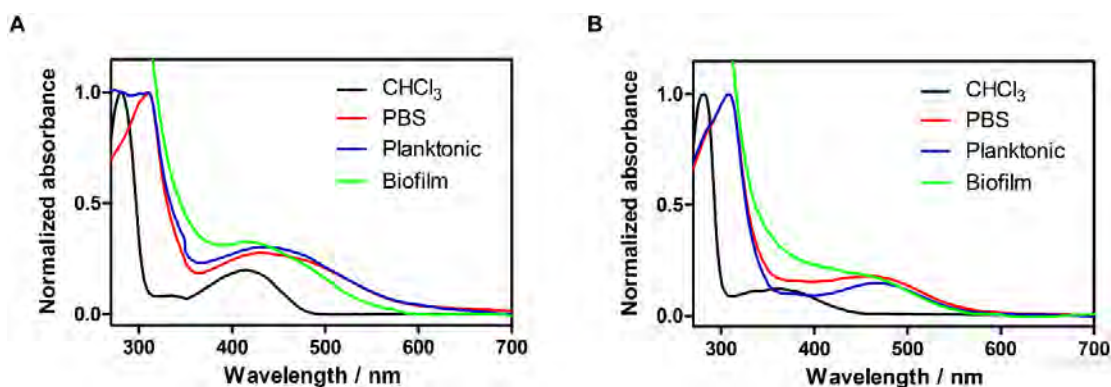 A
Normalized absorbance
1.0
0.5
0.0
CHCl₃
PBS
Planktonic
Biofilm
300 400 500 600 700
Wavelength / nm
B
Normalized absorbance
1.0
0.5
0.0
CHCl₃
PBS
Planktonic
Biofilm
300 400 500 600 700
Wavelength / nm